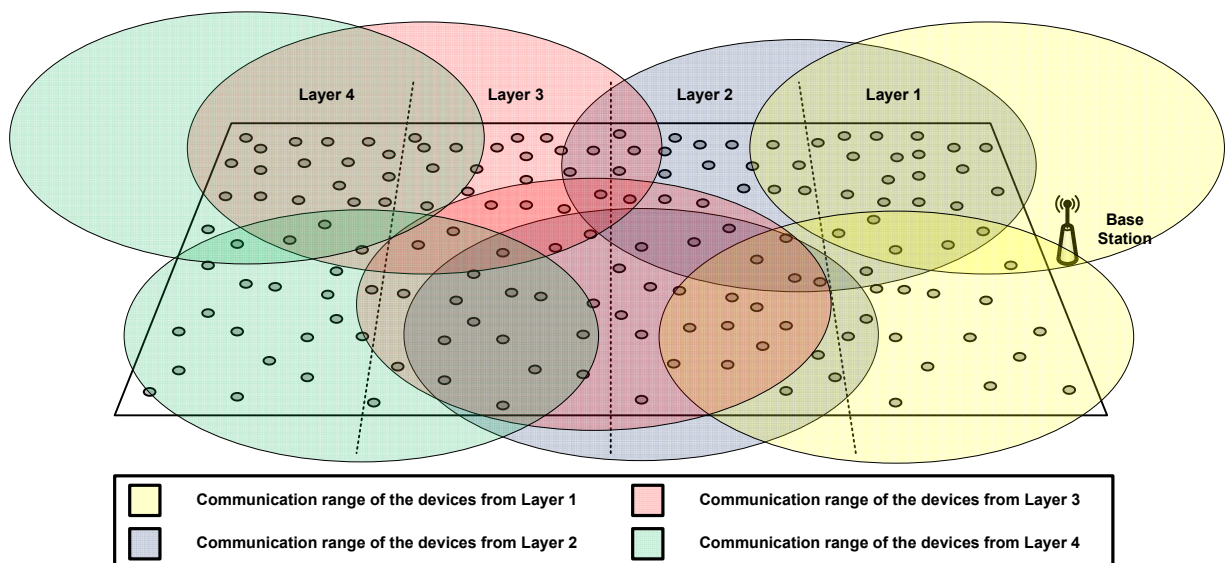 Layer 4
Layer 3
Layer 2
Layer 1
Base
Station
Communication range of the devices from Layer 1
Communication range of the devices from Layer 3
Communication range of the devices from Layer 2
Communication range of the devices from Layer 4